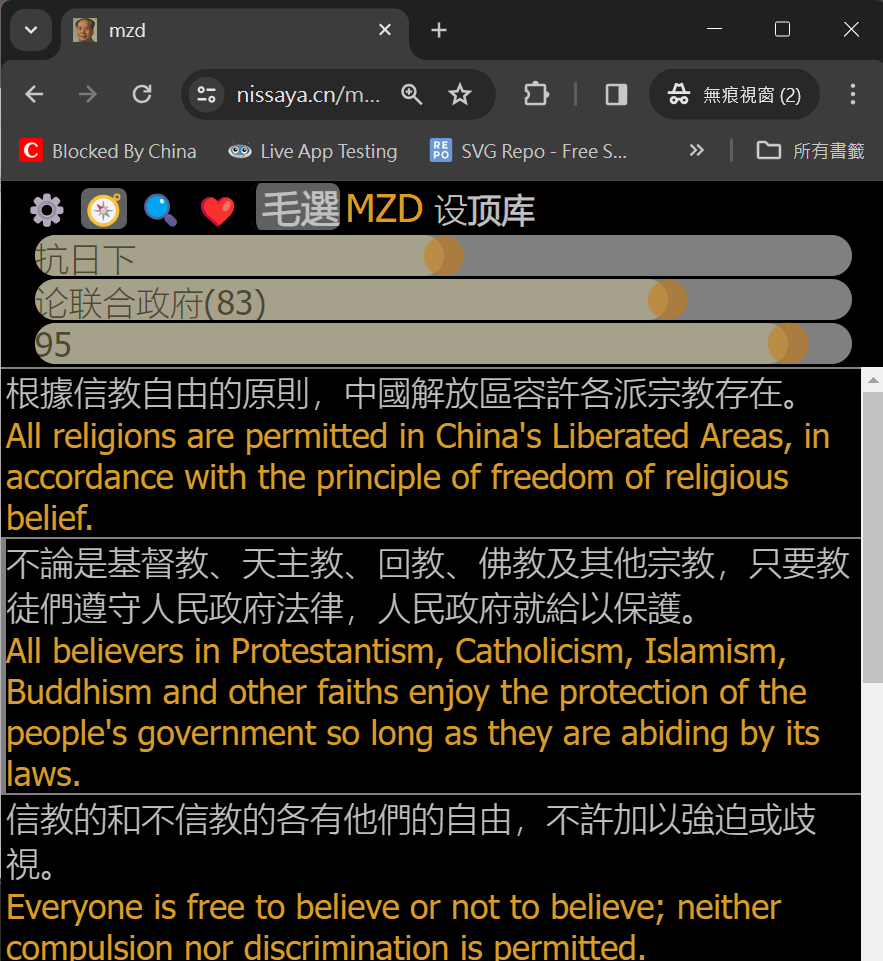 mzd
nissaya.cn/m...
無痕視窗 (2)
Blocked By China
Live App Testing
SVG Repo - Free S...
所有書籤
毛選 MZD 设顶库
抗日下
论联合政府(83)
95
根據信教自由的原則，中國解放區容許各派宗教存在。
All religions are permitted in China's Liberated Areas, in
accordance with the principle of freedom of religious
belief.
不論是基督教、天主教、回教、佛教及其他宗教，只要教
徒們遵守人民政府法律，人民政府就給以保護。
All believers in Protestantism, Catholicism, Islamism,
Buddhism and other faiths enjoy the protection of the
people's government so long as they are abiding by its
laws.
信教的和不信教的各有他們的自由，不許加以強迫或歧
視。
Everyone is free to believe or not to believe; neither
compulsion nor discrimination is permitted.